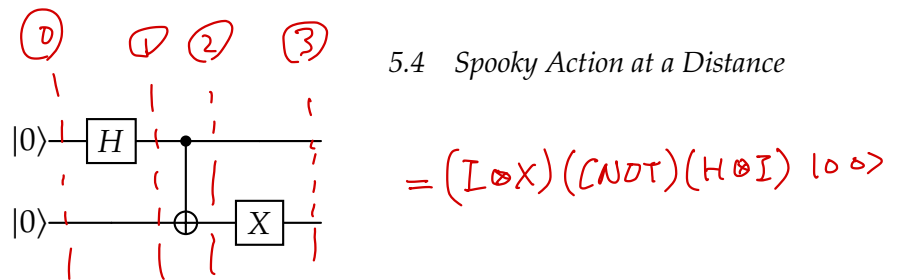 0 1 2 3
5.4 Spooky Action at a Distance
|0⟩ H
= (I⊗X)(CNOT)(H⊗I) |00⟩
|0⟩ X